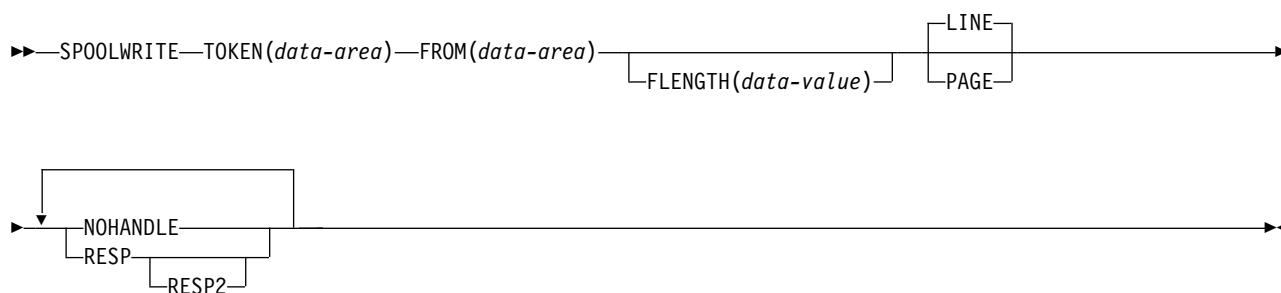 LINE
SPOOLWRITE TOKEN(data-area) FROM(data-area)
FLENGTH(data-value) PAGE
NOHANDLE
RESP
RESP2